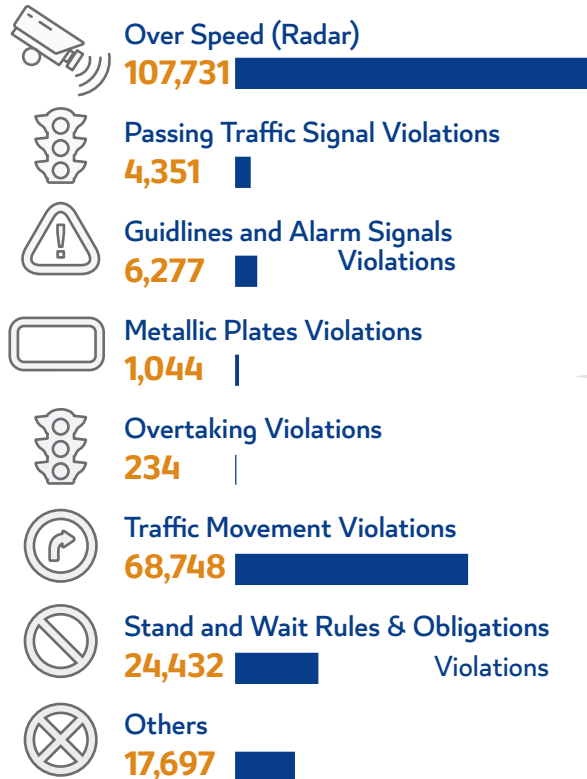 Over Speed (Radar)
107,731
Passing Traffic Signal Violations
4,351
Guidlines and Alarm Signals
Violations
6,277
Metallic Plates Violations
1,044
Overtaking Violations
234
Traffic Movement Violations
68,748
Stand and Wait Rules & Obligations
Violations
24,432
Others
17,697